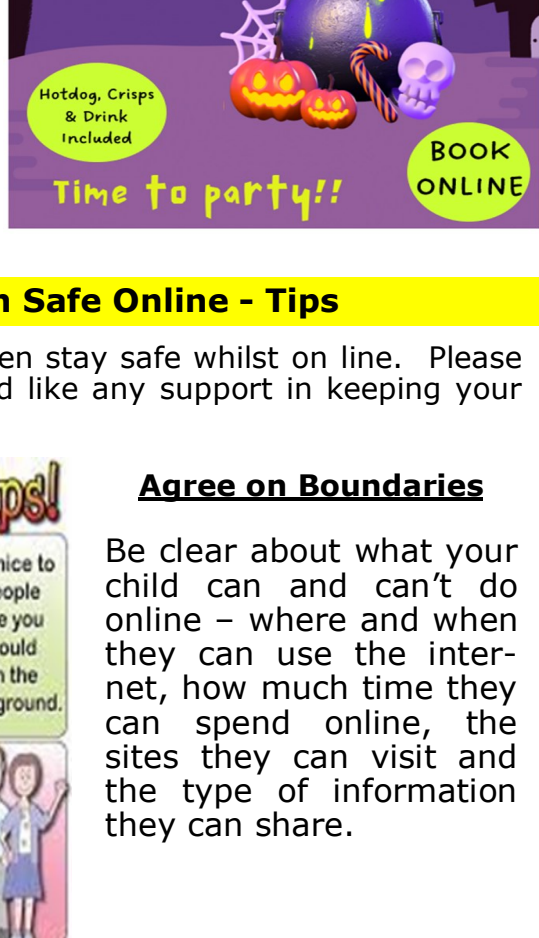 Hotdog, Crisps
& Drink
Included
BOOK
ONLINE
Time to party!!
Safe Online - Tips
stay safe whilst on line. Please
like any support in keeping your
Agree on Boundaries
Be clear about what your
child can and can't do
online – where and when
they can use the inter-
net, how much time they
can spend online, the
sites they can visit and
the type of information
they can share.
to
you
the